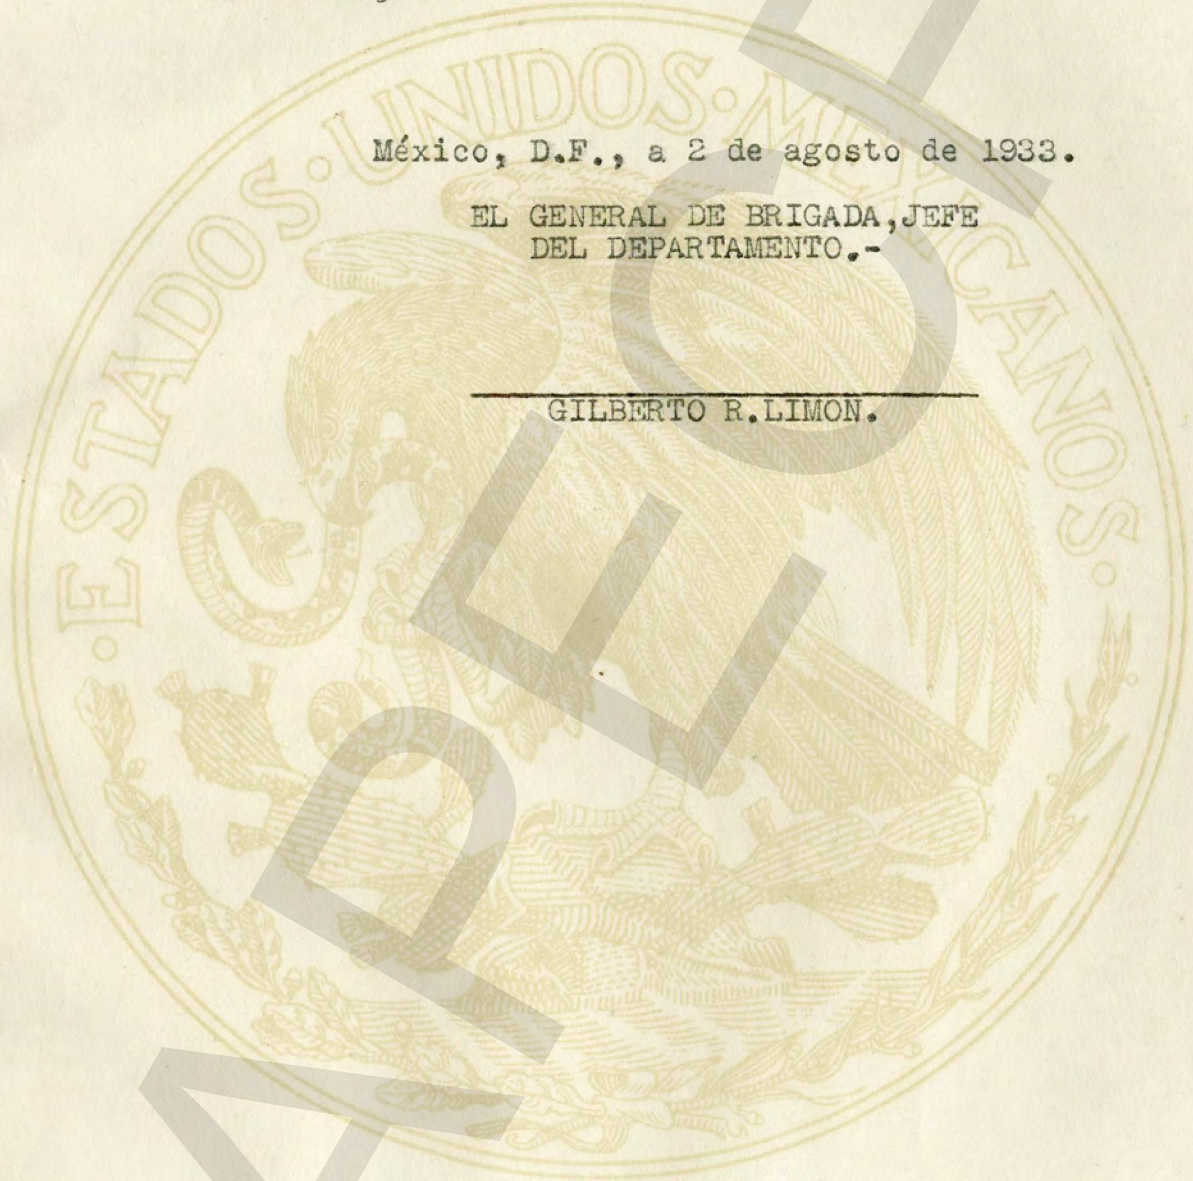 ESTADOS·UNIDOS·MEXICANOS
México, D.F., a 2 de agosto de 1933.
EL GENERAL DE BRIGADA,JEFE
DEL DEPARTAMENTO.-
GILBERTO R.LIMON.